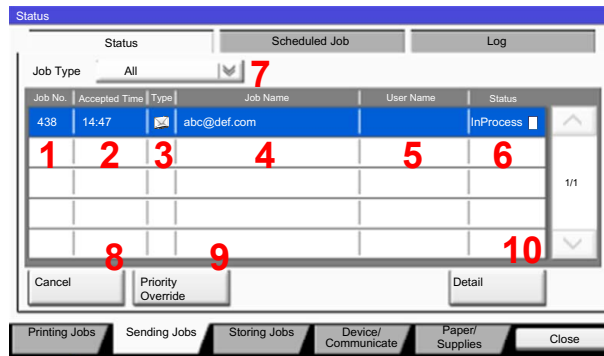 Status
Status Scheduled Job Log
Job Type All 7
Job No. Accepted Time Type Job Name User Name Status
438 14:47 abc@def.com InProcess
1 2 3 4 5 6
1/1
8 9 10
Cancel Priority Override Detail
Printing Jobs Sending Jobs Storing Jobs Device/ Communicate Paper/ Supplies Close